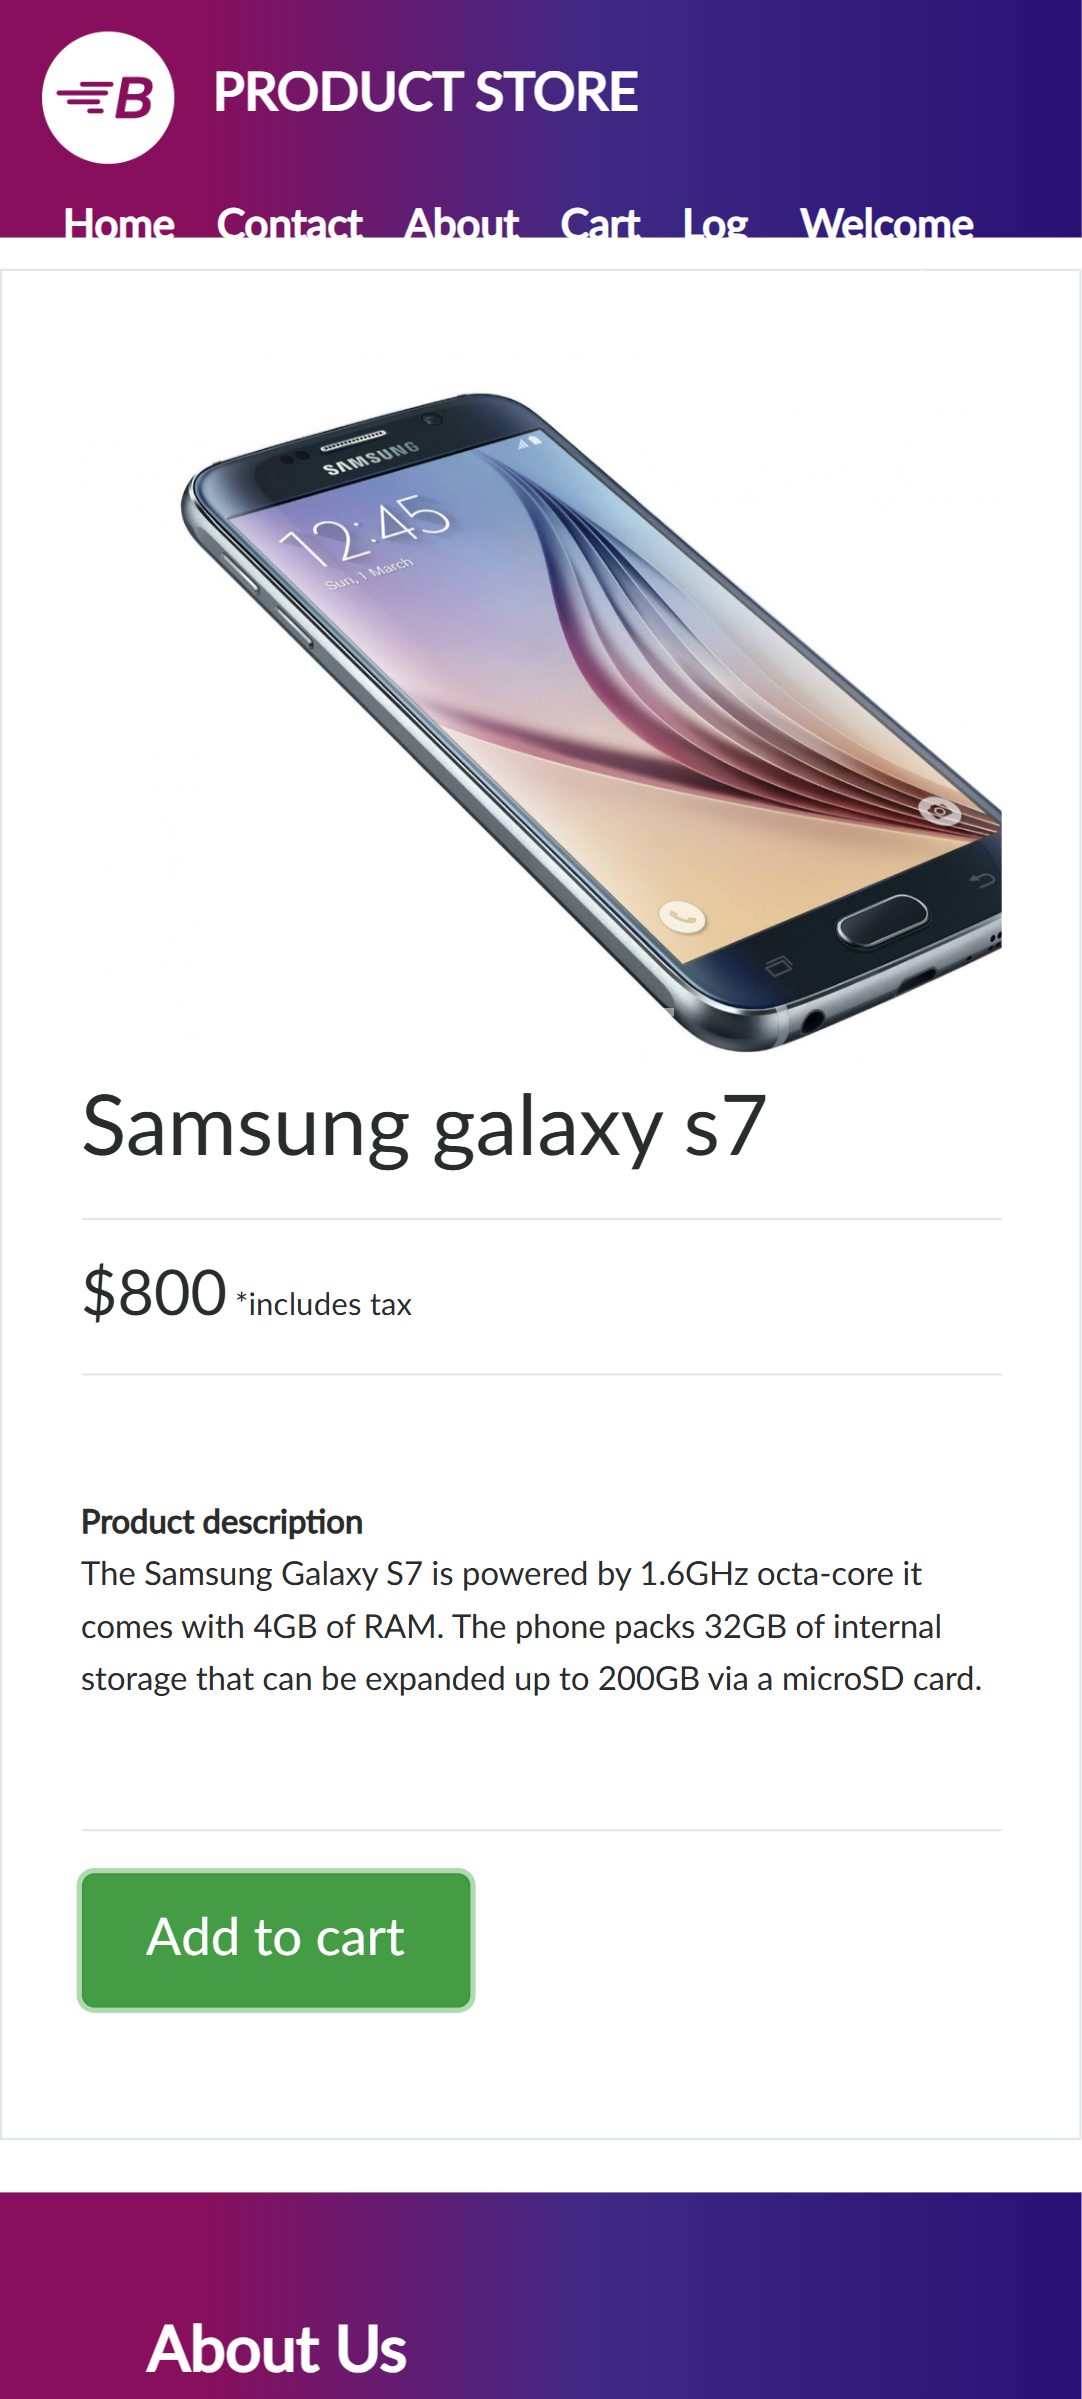 B
PRODUCT STORE
Home Contact About Cart Log Welcome
SAMSUNG
12:45
Sun, 1 March
Samsung galaxy s7
$800 *includes tax
Product description
The Samsung Galaxy S7 is powered by 1.6GHz octa-core it
comes with 4GB of RAM. The phone packs 32GB of internal
storage that can be expanded up to 200GB via a microSD card.
Add to cart
About Us